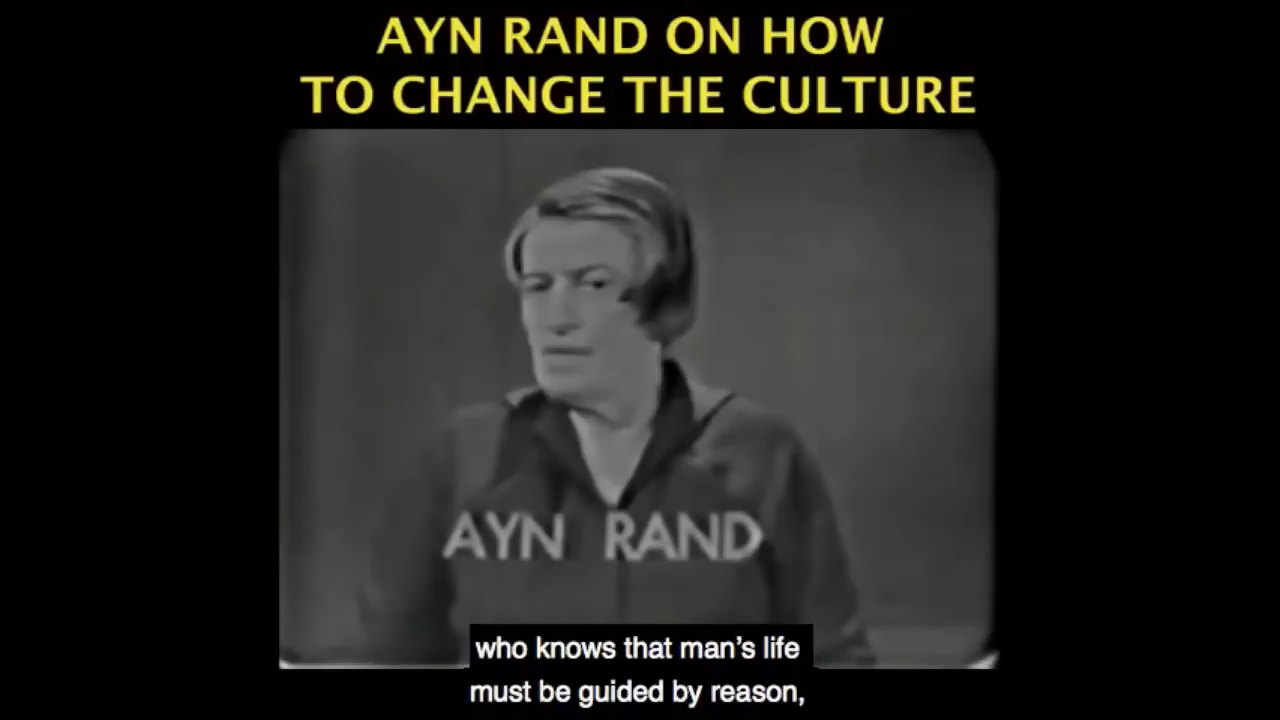 AYN RAND ON HOW
TO CHANGE THE CULTURE
AYN RAND
who knows that man's life
must be guided by reason,